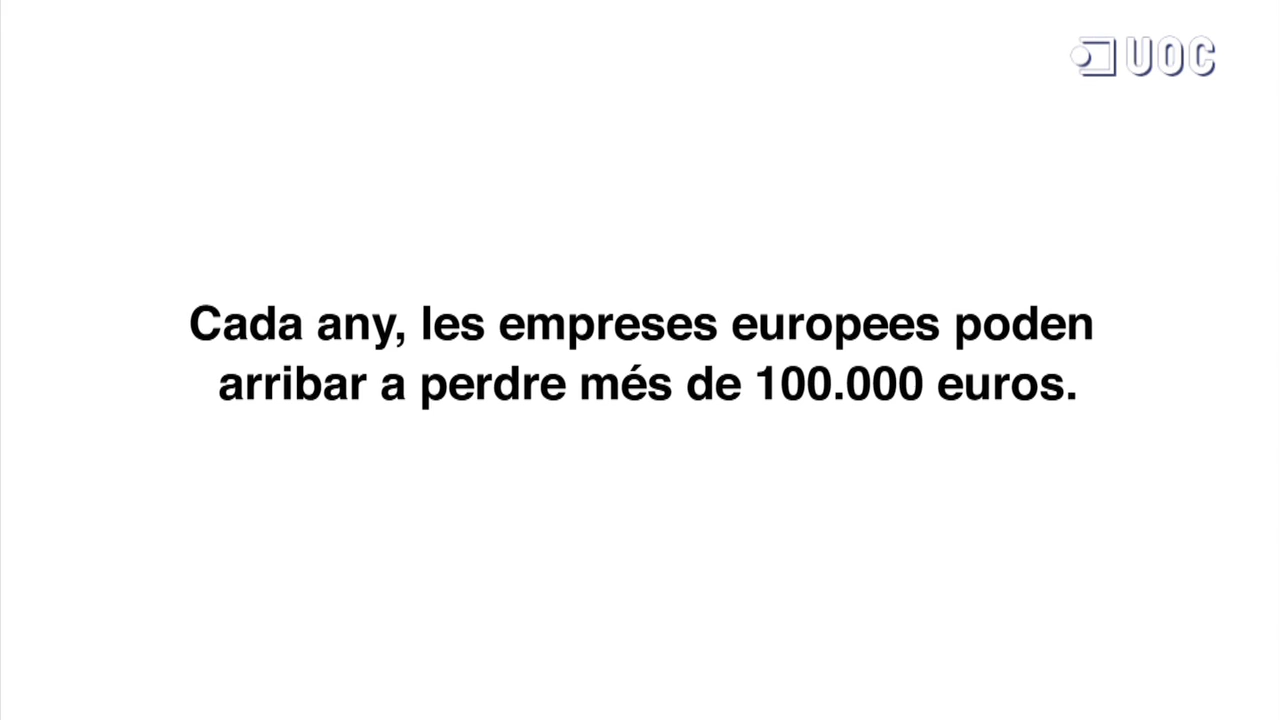 UOC
Cada any, les empreses europees poden
arribar a perdre més de 100.000 euros.